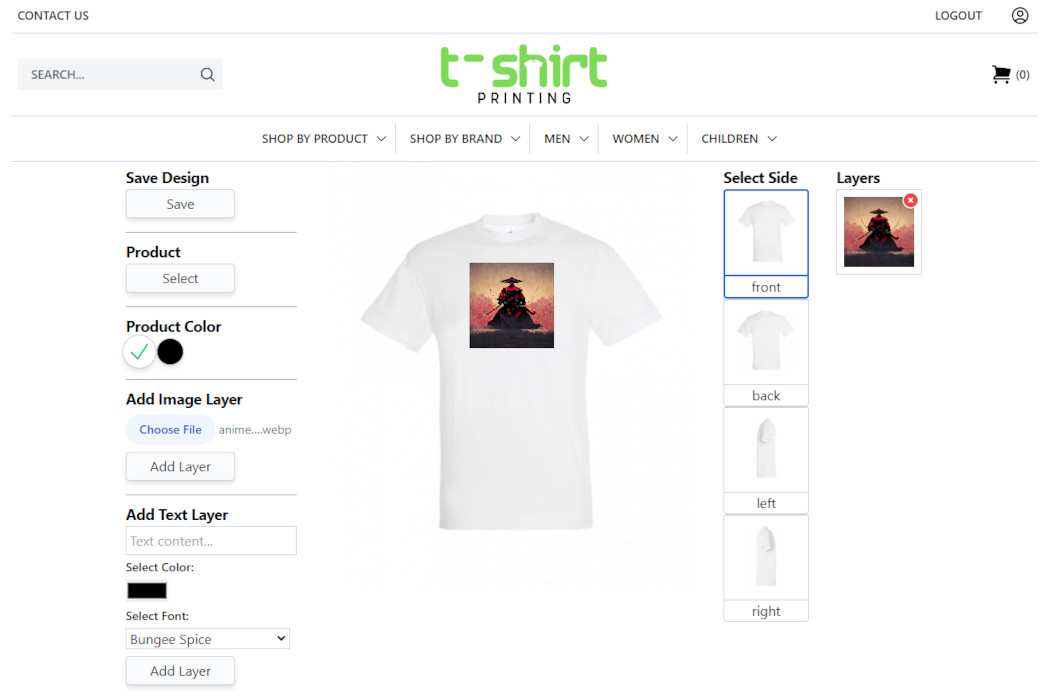 CONTACT US
LOGOUT
SEARCH...
t-shirt
PRINTING
(0)
SHOP BY PRODUCT
SHOP BY BRAND
MEN
WOMEN
CHILDREN
Save Design
Save
Product
Select
Product Color
Add Image Layer
Choose File anime....webp
Add Layer
Add Text Layer
Text content...
Select Color:
Select Font:
Bungee Spice
Add Layer
Select Side
front
back
left
right
Layers